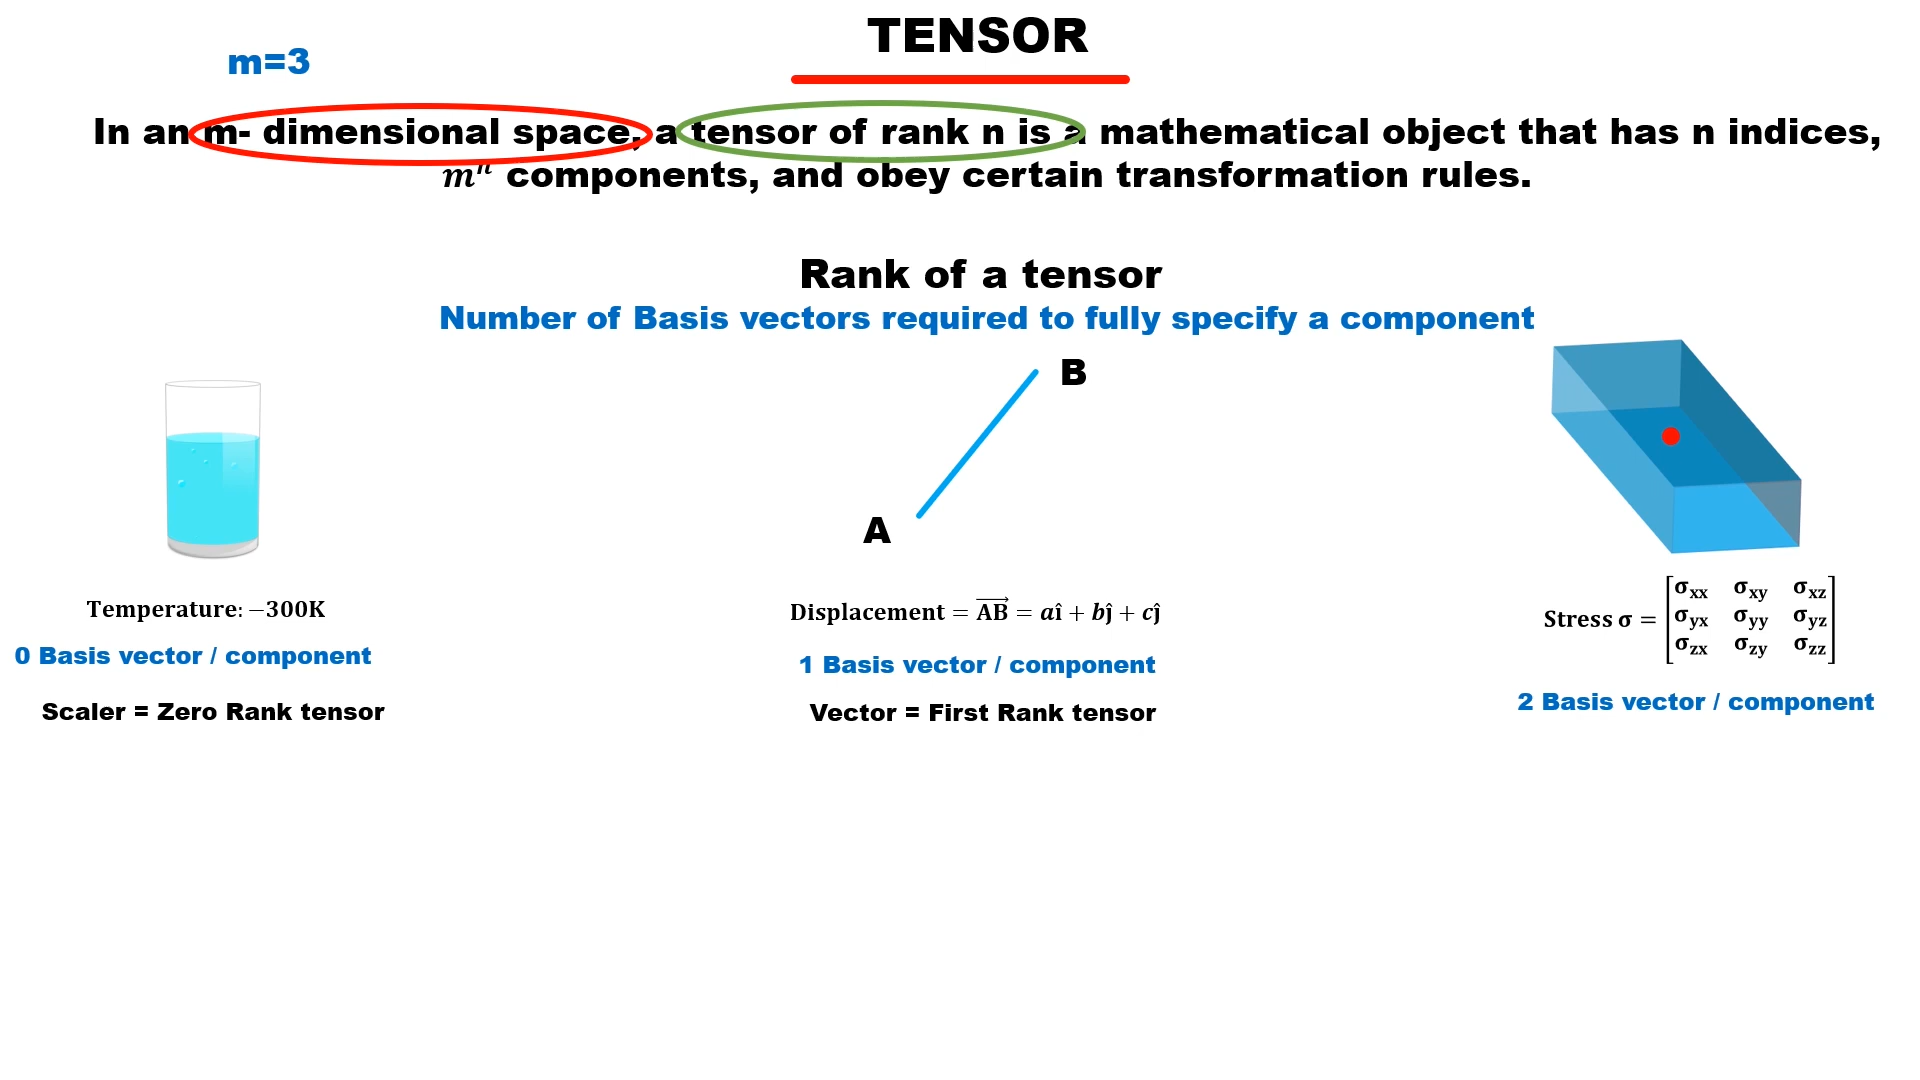 TENSOR
m=3
In an m- dimensional space, a tensor of rank n is a mathematical object that has n indices,
mⁿ components, and obey certain transformation rules.
Rank of a tensor
Number of Basis vectors required to fully specify a component
B
A
Temperature: −300K
0 Basis vector / component
Scaler = Zero Rank tensor
Displacement = AB⃗ = aî + bĵ + cĵ
1 Basis vector / component
Vector = First Rank tensor
σxx σxy σxz
Stress σ = σyx σyy σyz
σzx σzy σzz
2 Basis vector / component